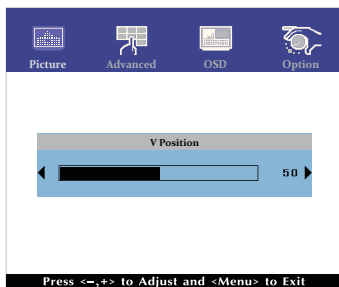 Picture Advanced OSD Option
V Position
50
Press <–,+> to Adjust and <Menu> to Exit